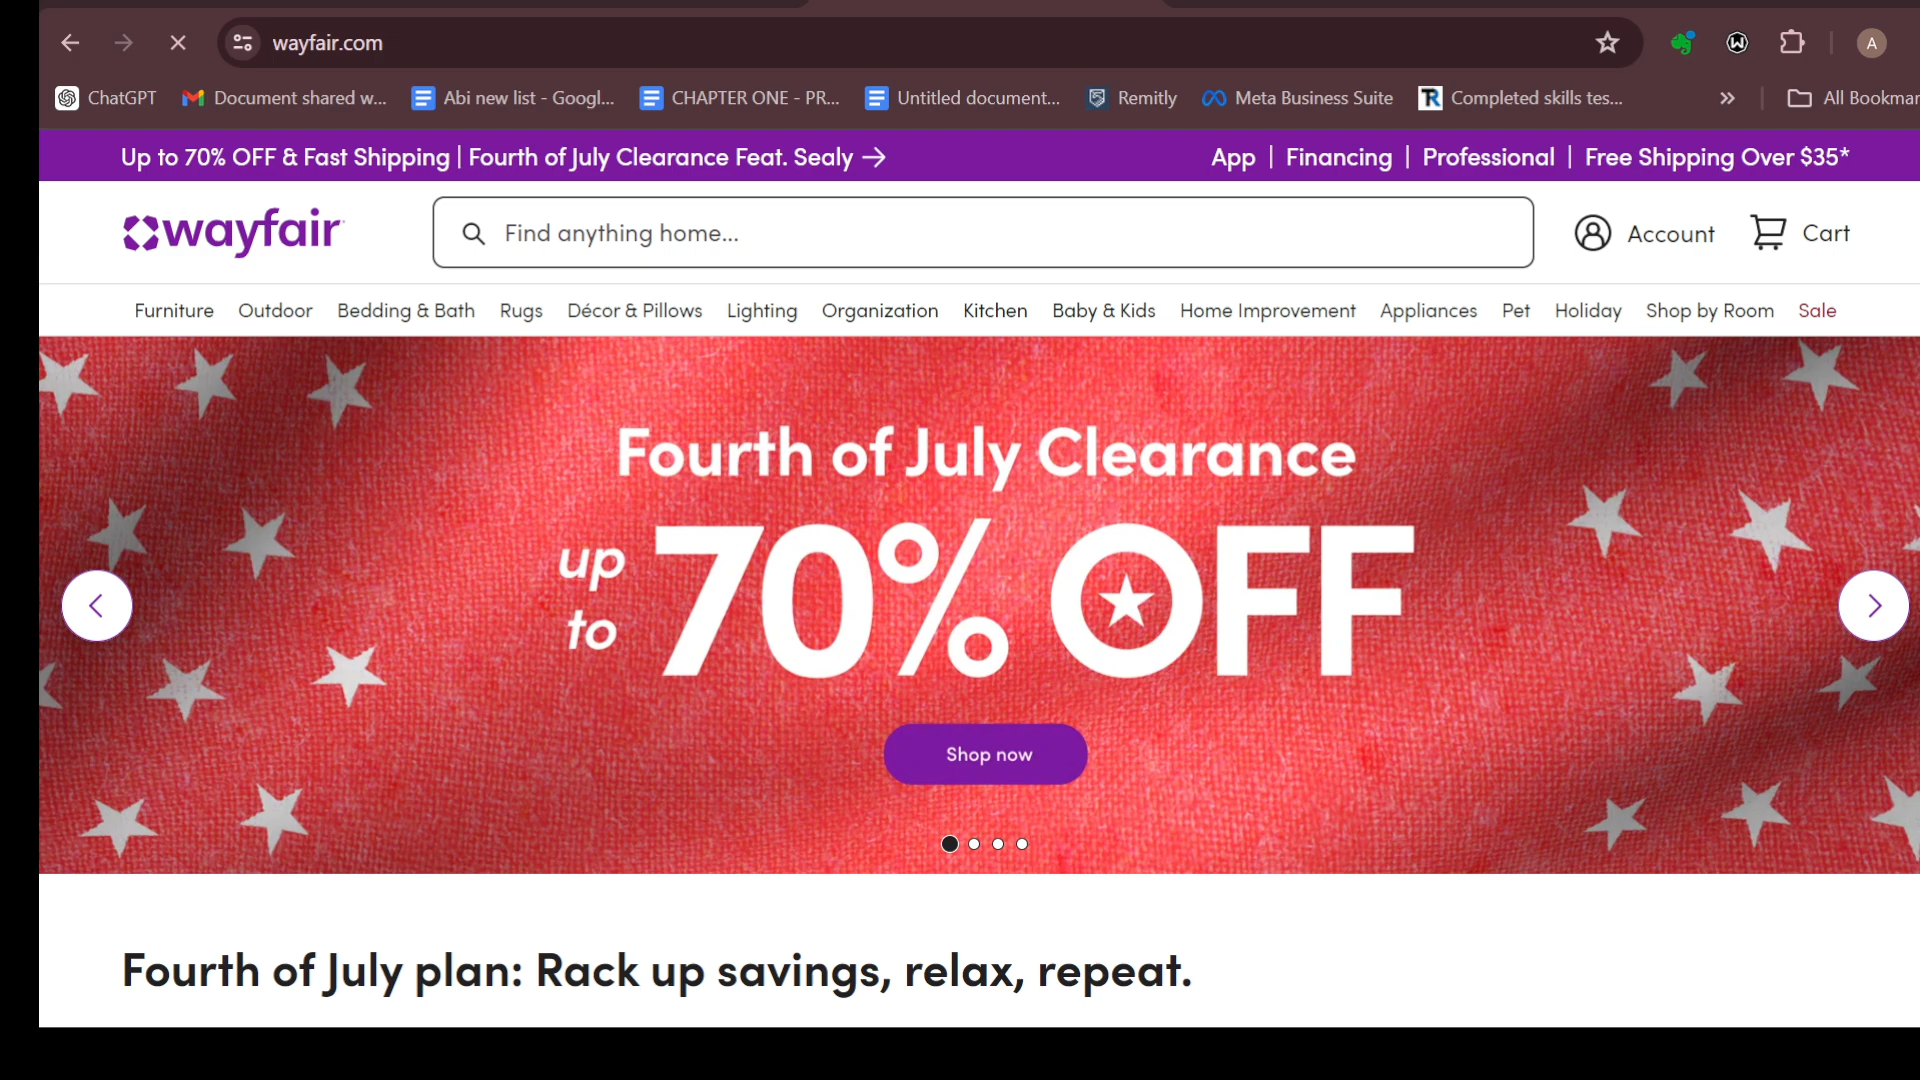 wayfair.com
A
ChatGPT
Document shared w...
Abi new list - Googl...
CHAPTER ONE - PR...
Untitled document...
Remitly
Meta Business Suite
TR
Completed skills tes...
All Bookmar
Up to 70% OFF & Fast Shipping | Fourth of July Clearance Feat. Sealy →
App | Financing | Professional | Free Shipping Over $35*
wayfair
Find anything home...
Account
Cart
Furniture Outdoor Bedding & Bath Rugs Décor & Pillows Lighting Organization Kitchen Baby & Kids Home Improvement Appliances Pet Holiday Shop by Room Sale
Fourth of July Clearance
up to 70% OFF
Shop now
Fourth of July plan: Rack up savings, relax, repeat.